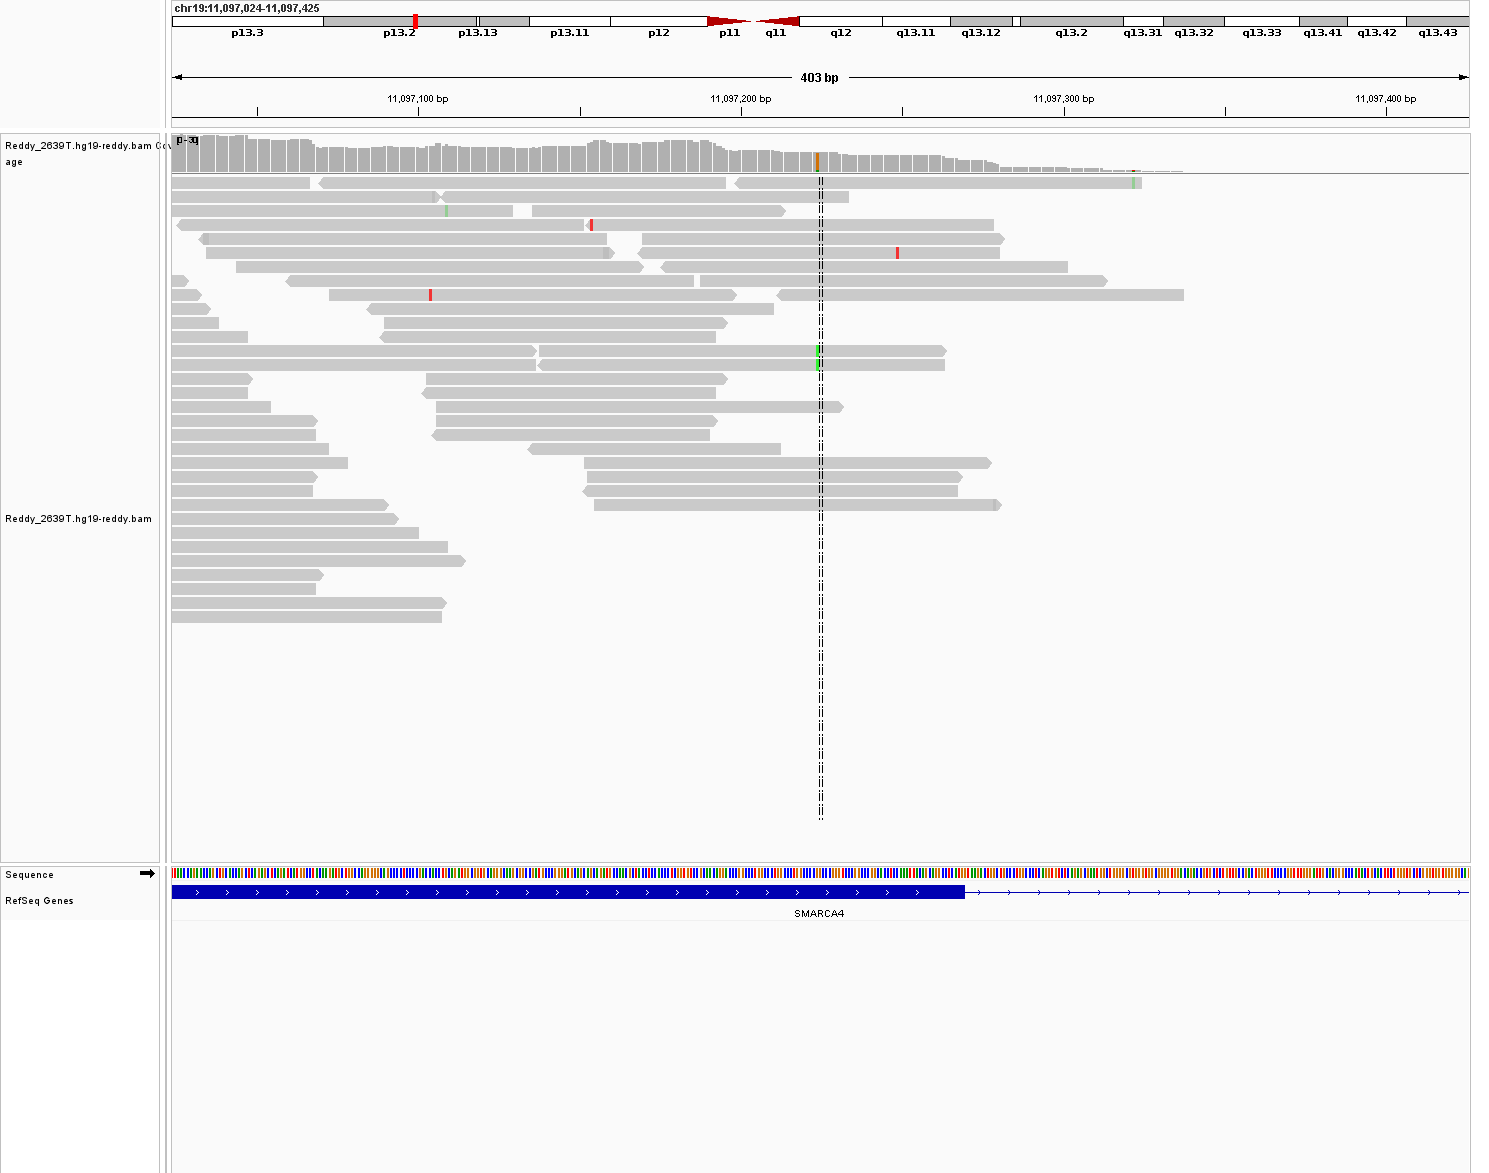 chr19:11,097,024-11,097,425
p13.3 p13.2 p13.13 p13.11 p12 p11 q11 q12 q13.11 q13.12 q13.2 q13.31 q13.32 q13.33 q13.41 q13.42 q13.43
403 bp
11,097,100 bp 11,097,200 bp 11,097,300 bp 11,097,400 bp
Reddy_2639T.hg19-reddy.bam Cov
age
Reddy_2639T.hg19-reddy.bam
Sequence
RefSeq Genes
SMARCA4